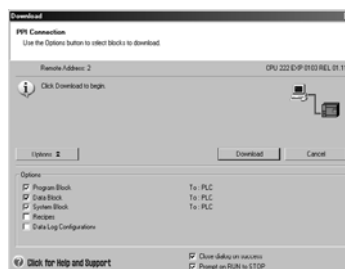 Download
PPI Connection
Use the Options button to select blocks to download.
Remote Address: 2
CPU 222 EXP 0103 REL 01.1
Click Download to begin.
Options
Download
Cancel
Options
Program Block
To : PLC
Data Block
To : PLC
System Block
To : PLC
Recipes
Data Log Configurations
Click for Help and Support
Close dialog on success
Prompt on RUN to STOP